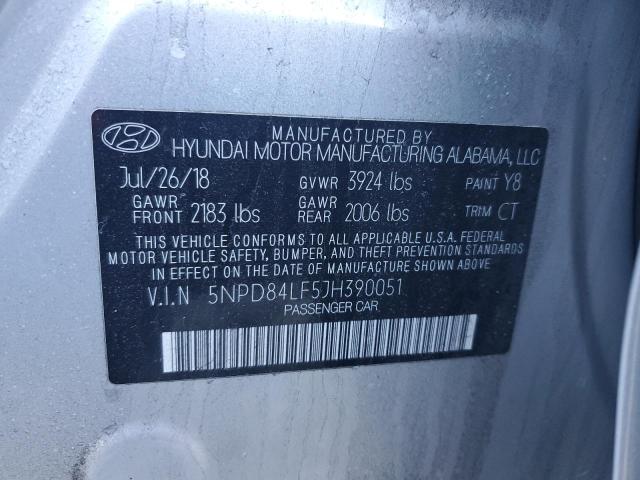 MANUFACTURED BY
HYUNDAI MOTOR MANUFACTURING ALABAMA, LLC
Jul/26/18 GVWR 3924 lbs PAINT Y8
GAWR FRONT 2183 lbs GAWR REAR 2006 lbs TRIM CT
THIS VEHICLE CONFORMS TO ALL APPLICABLE U.S.A. FEDERAL
MOTOR VEHICLE SAFETY, BUMPER, AND THEFT PREVENTION STANDARDS
IN EFFECT ON THE DATE OF MANUFACTURE SHOWN ABOVE.
V.I.N 5NPD84LF5JH390051
PASSENGER CAR